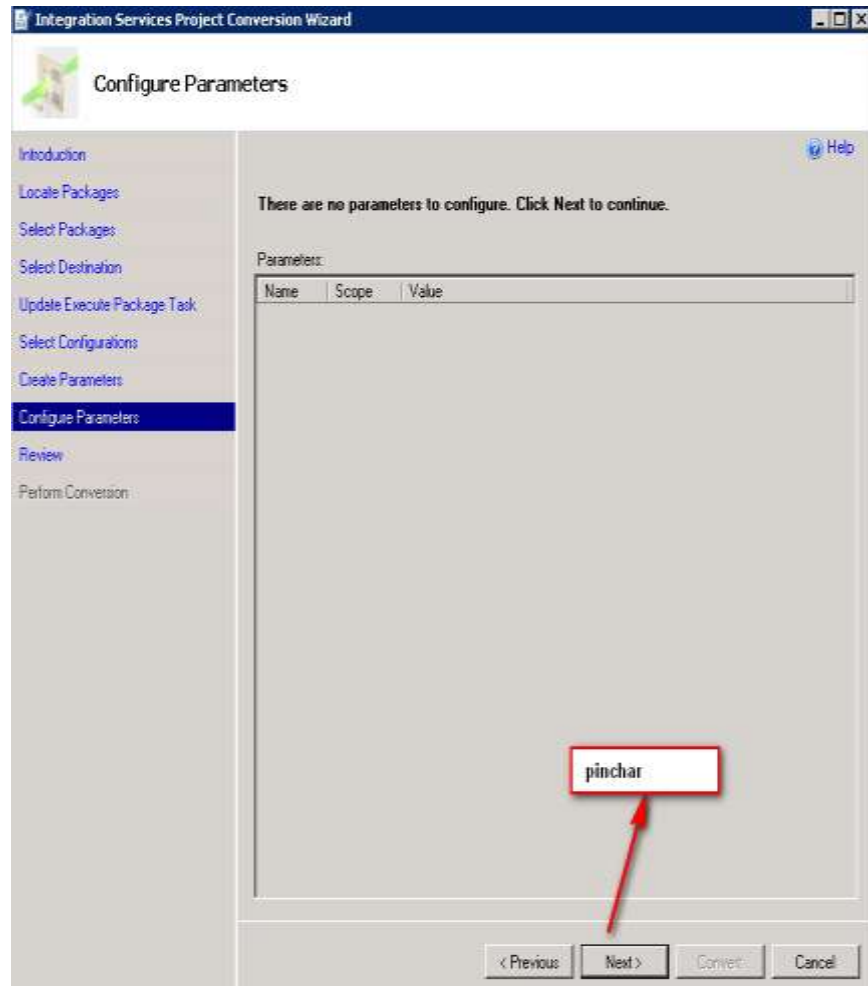 Integration Services Project Conversion Wizard
Configure Parameters
Help
Introduction
Locate Packages
Select Packages
Select Destination
Update Execute Package Task
Select Configurations
Create Parameters
Configure Parameters
Review
Perform Conversion
There are no parameters to configure. Click Next to continue.
Parameters:
Name Scope Value
pinchar
< Previous Next > Convert Cancel